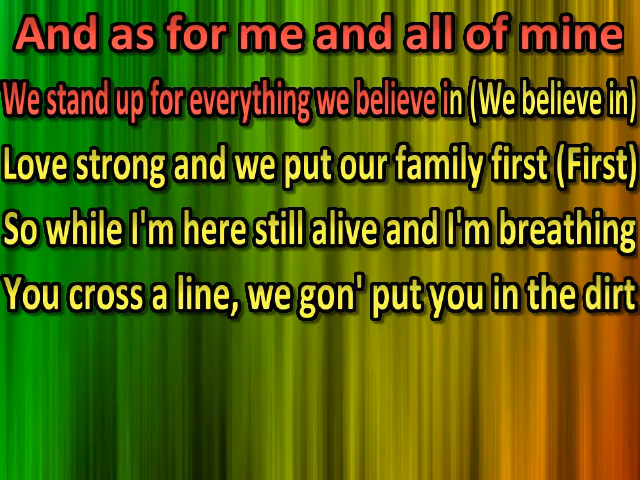 And as for me and all of mine
We stand up for everything we believe in (We believe in)
Love strong and we put our family first (First)
So while I'm here still alive and I'm breathing
You cross a line, we gon' put you in the dirt